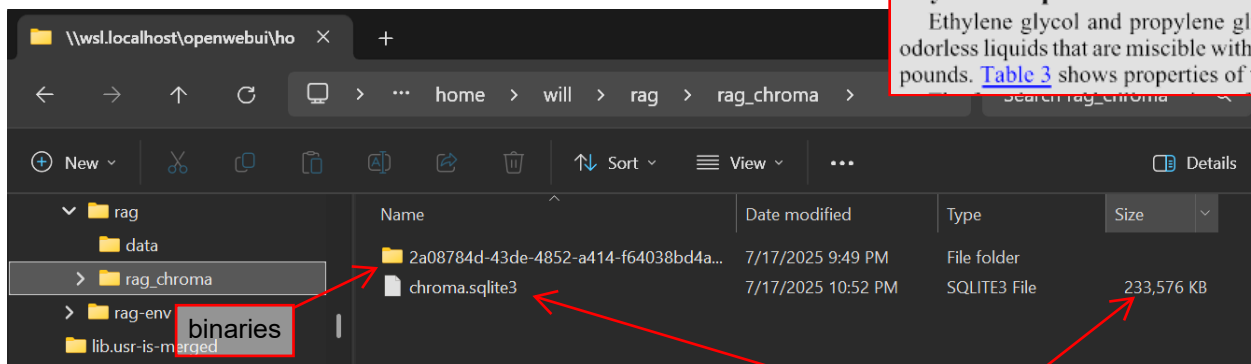 Ethylene glycol and propylene gl
odorless liquids that are miscible with
pounds. Table 3 shows properties of
\\wsl.localhost\openwebui\ho
home > will > rag > rag_chroma >
Search rag_chroma
New
Sort
View
Details
rag
data
rag_chroma
rag-env
lib.usr-is-merged
binaries
Name Date modified Type Size
2a08784d-43de-4852-a414-f64038bd4a... 7/17/2025 9:49 PM File folder
chroma.sqlite3 7/17/2025 10:52 PM SQLITE3 File 233,576 KB